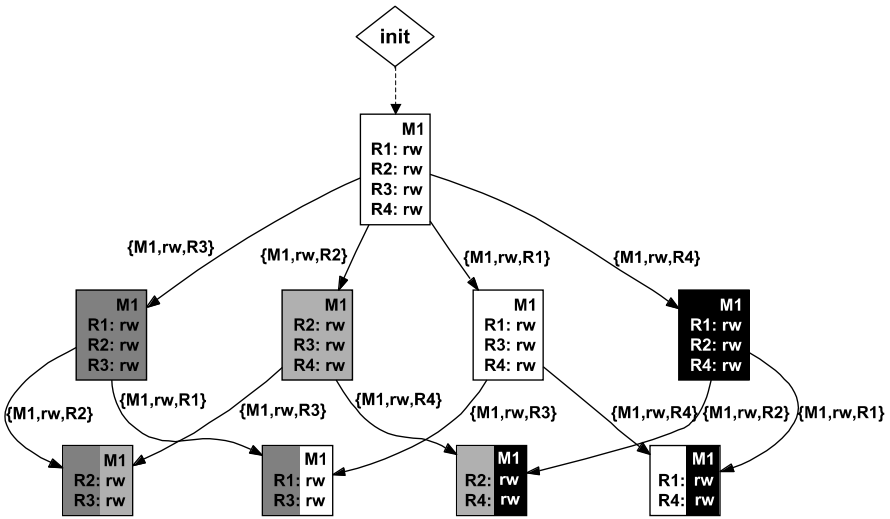 init
M1
R1: rw
R2: rw
R3: rw
R4: rw
{M1,rw,R3}
{M1,rw,R2}
{M1,rw,R1}
{M1,rw,R4}
M1
R1: rw
R2: rw
R3: rw
M1
R2: rw
R3: rw
R4: rw
M1
R1: rw
R3: rw
R4: rw
M1
R1: rw
R2: rw
R4: rw
{M1,rw,R2}
{M1,rw,R1}
{M1,rw,R3}
{M1,rw,R4}
{M1,rw,R3}
{M1,rw,R4}
{M1,rw,R2}
{M1,rw,R1}
M1
R2: rw
R3: rw
M1
R1: rw
R3: rw
M1
R2: rw
R4: rw
M1
R1: rw
R4: rw